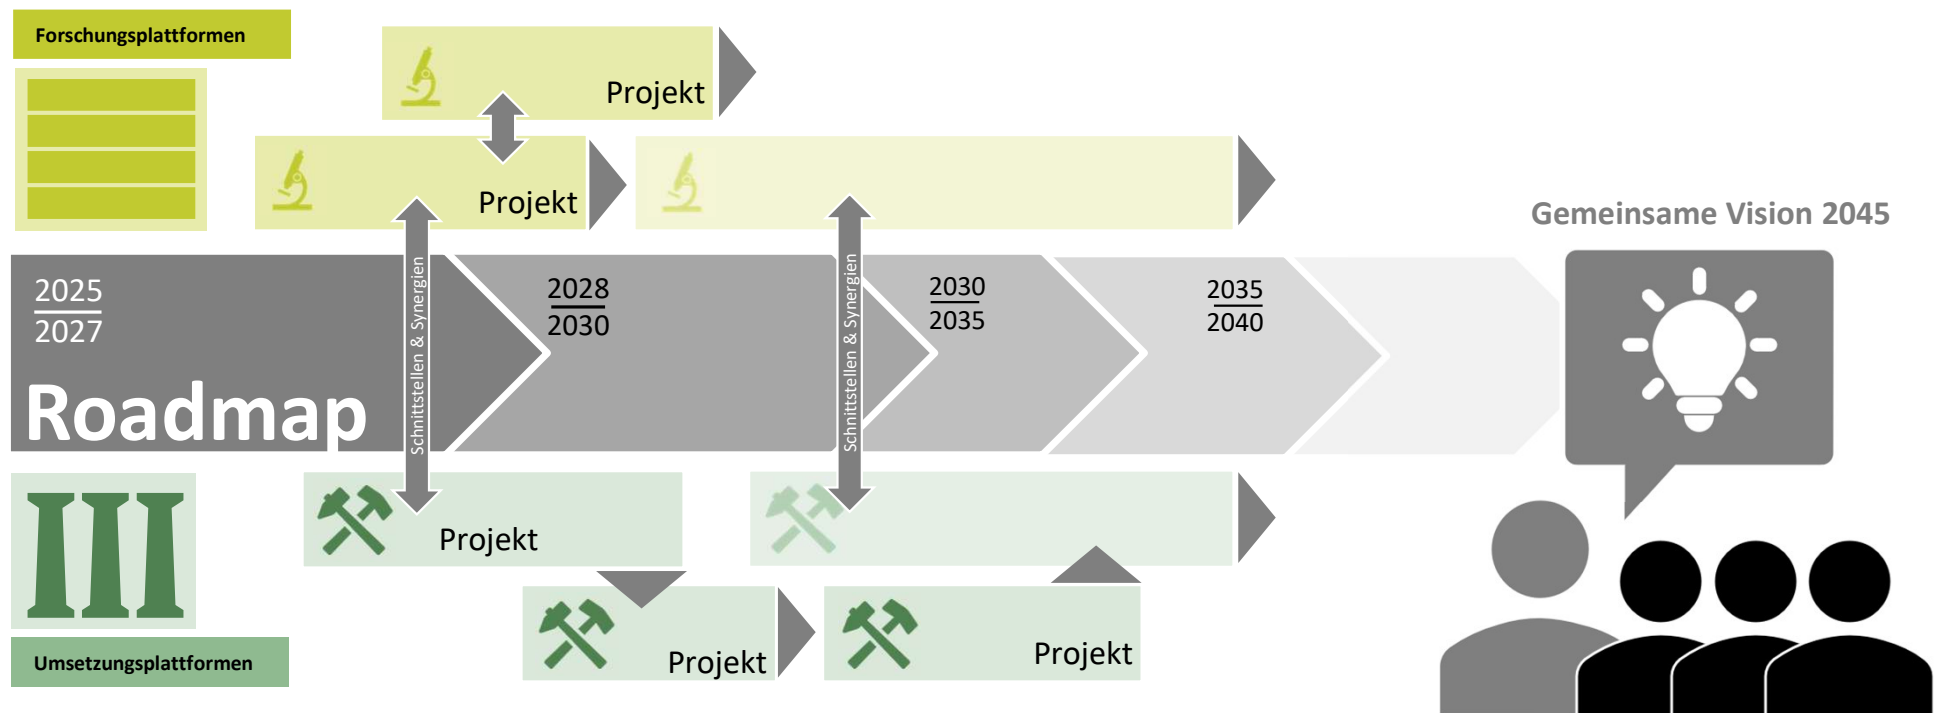 Forschungsplattformen
Projekt
Projekt
Gemeinsame Vision 2045
2025
2027
Roadmap
Schnittstellen & Synergien
2028
2030
Schnittstellen & Synergien
2030
2035
2035
2040
Projekt
Projekt
Projekt
Umsetzungsplattformen